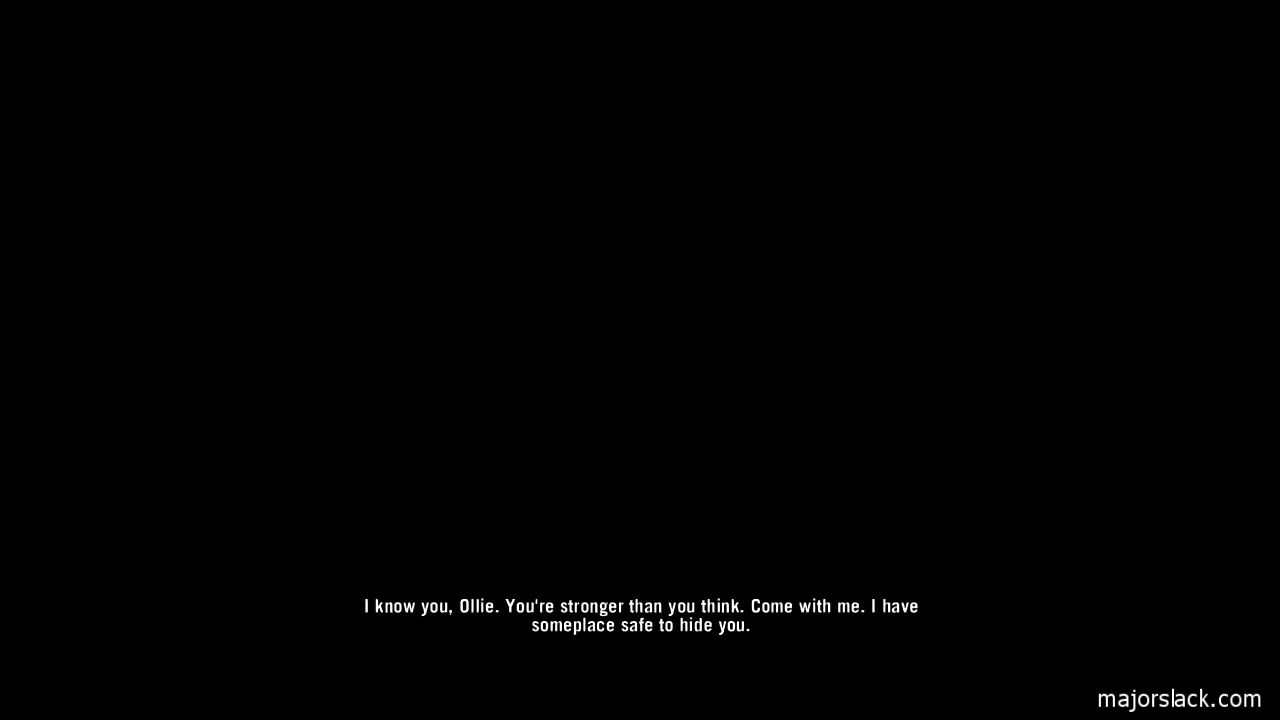 I know you, Ollie. You're stronger than you think. Come with me. I have
someplace safe to hide you.
majorslack.com